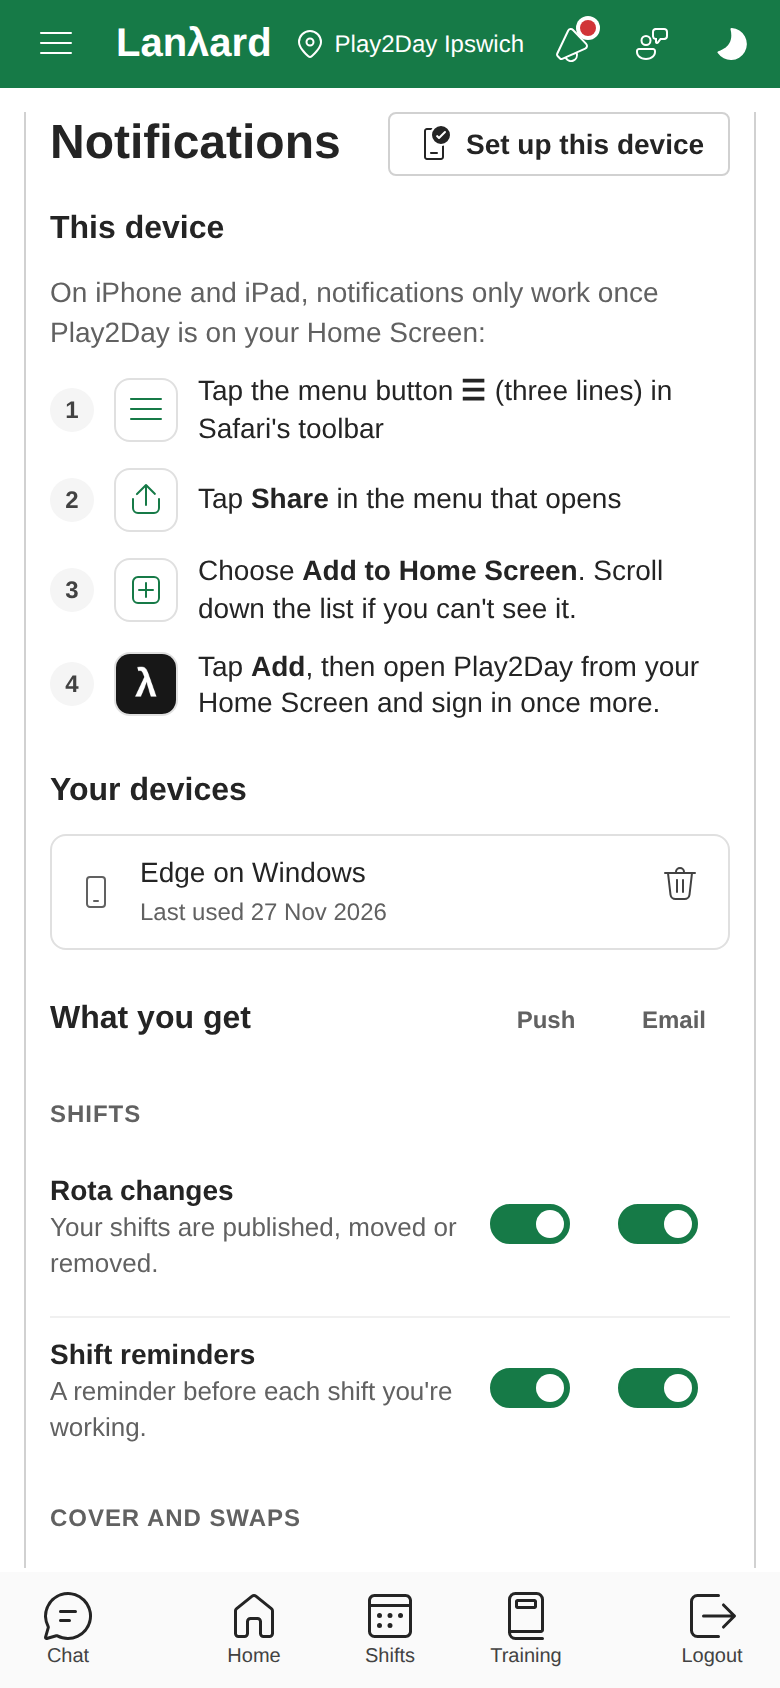 Lanλard
Play2Day Ipswich
Notifications
Set up this device
This device
On iPhone and iPad, notifications only work once
Play2Day is on your Home Screen:
1
Tap the menu button ☰ (three lines) in
Safari's toolbar
2
Tap Share in the menu that opens
3
Choose Add to Home Screen. Scroll
down the list if you can't see it.
4
λ
Tap Add, then open Play2Day from your
Home Screen and sign in once more.
Your devices
Edge on Windows
Last used 27 Nov 2026
What you get
Push
Email
SHIFTS
Rota changes
Your shifts are published, moved or
removed.
Shift reminders
A reminder before each shift you're
working.
COVER AND SWAPS
Chat
Home
Shifts
Training
Logout